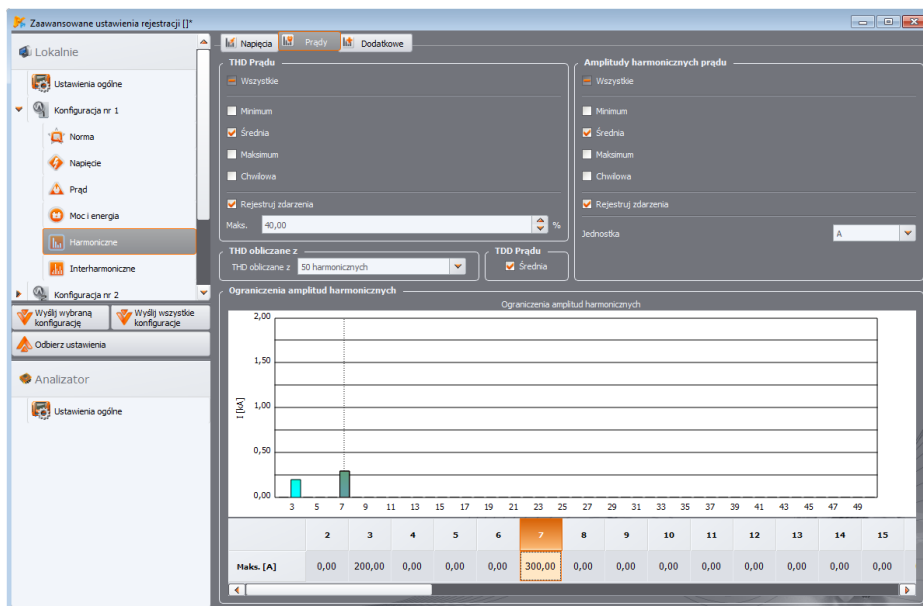 Zaawansowane ustawienia rejestracji []*
Lokalnie
Ustawienia ogólne
Konfiguracja nr 1
Norma
Napięcie
Prąd
Moc i energia
Harmoniczne
Interharmoniczne
Konfiguracja nr 2
Wyślij wybraną konfigurację
Wyślij wszystkie konfiguracje
Odbierz ustawienia
Analizator
Ustawienia ogólne
Napięcia
Prądy
Dodatkowe
THD Prądu
Wszystkie
Minimum
Średnia
Maksimum
Chwilowa
Rejestruj zdarzenia
Maks. 40,00 %
Amplitudy harmonicznych prądu
Wszystkie
Minimum
Średnia
Maksimum
Chwilowa
Rejestruj zdarzenia
Jednostka A
THD obliczane z
THD obliczane z 50 harmonicznych
TDD Prądu
Średnia
Ograniczenia amplitud harmonicznych
Ograniczenia amplitud harmonicznych
I [kA]
2,00
1,50
1,00
0,50
0,00
3 5 7 9 11 13 15 17 19 21 23 25 27 29 31 33 35 37 39 41 43 45 47 49
2 3 4 5 6 7 8 9 10 11 12 13 14 15
Maks. [A] 0,00 200,00 0,00 0,00 0,00 300,00 0,00 0,00 0,00 0,00 0,00 0,00 0,00 0,00